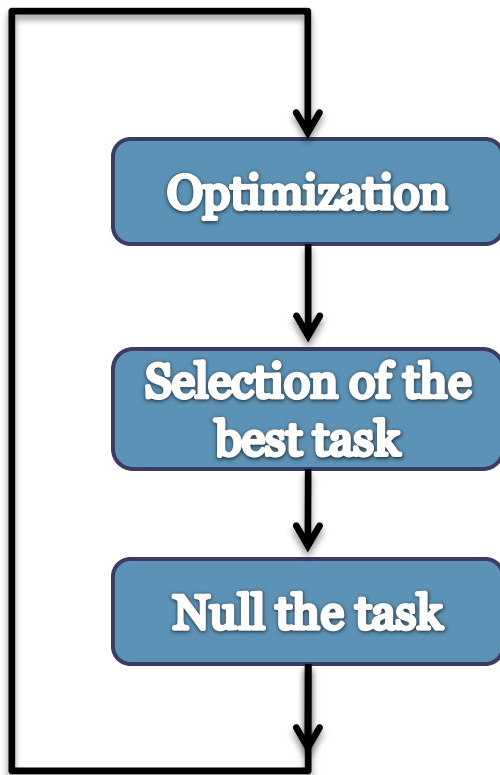 Optimization
Selection of the
best task
Null the task